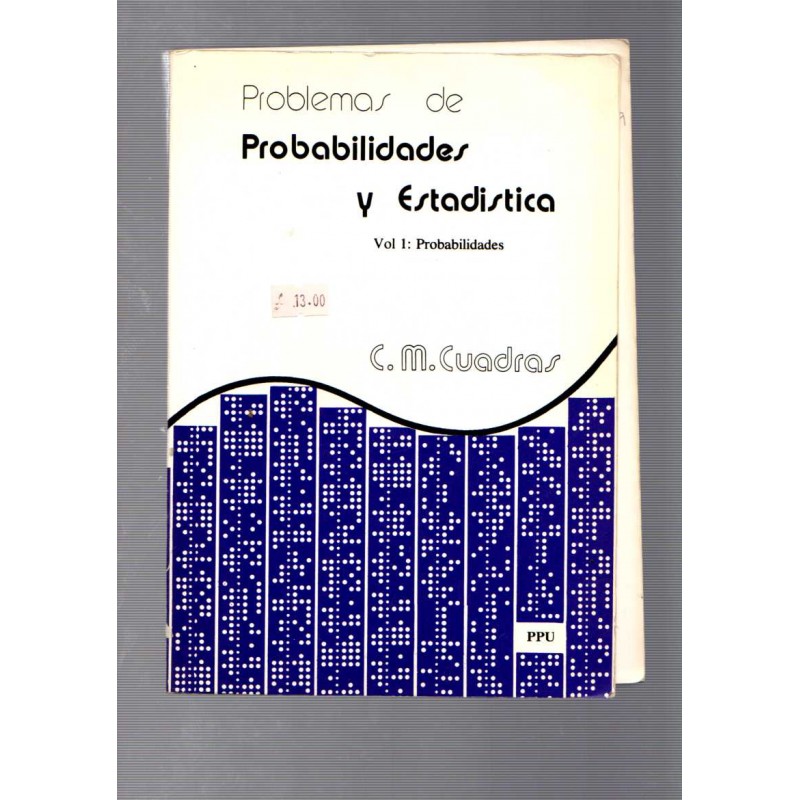 Problemas de
Probabilidades
y Estadistica
Vol 1: Probabilidades
13.00
C. M. Cuadras
PPU